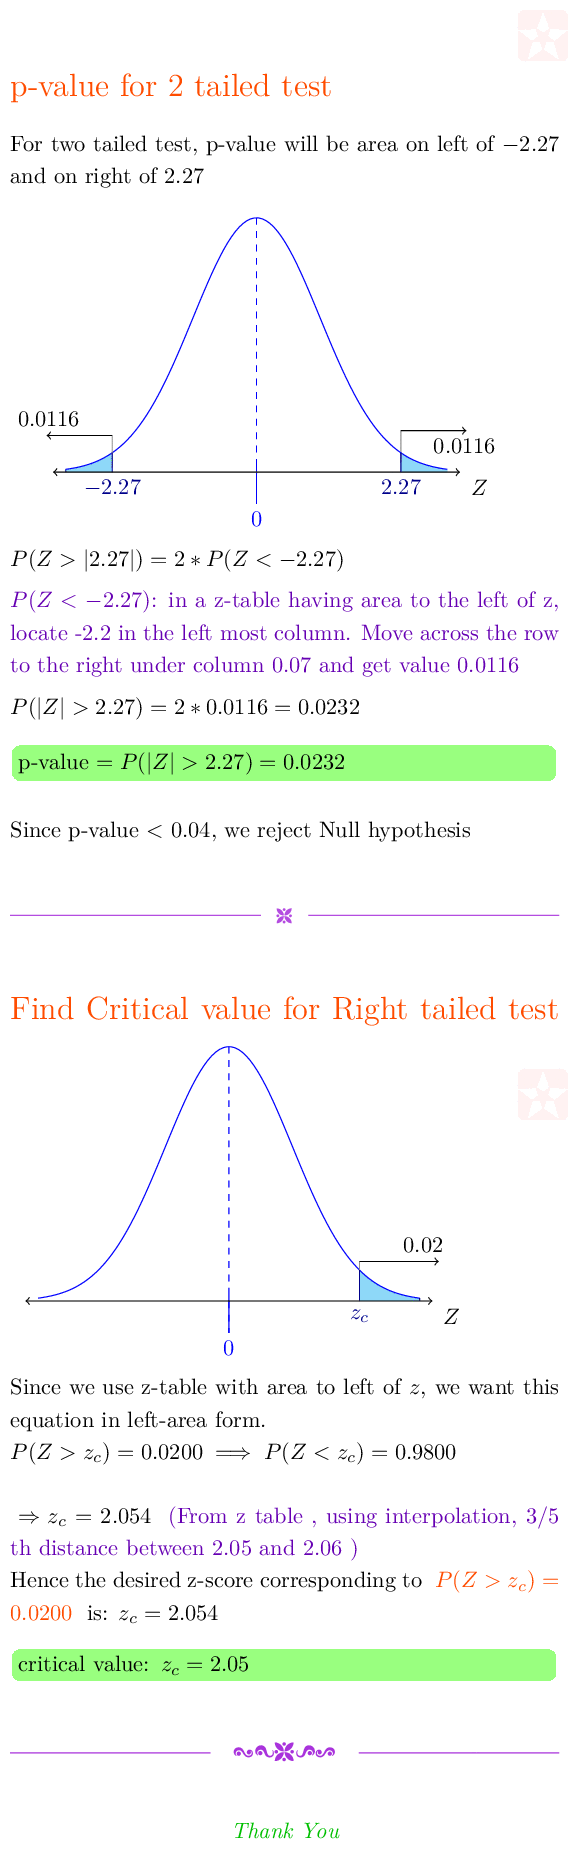 p-value for 2 tailed test
For two tailed test, p-value will be area on left of −2.27
and on right of 2.27
0.0116
0.0116
−2.27
2.27
Z
0
P(Z > |2.27|) = 2 ∗ P(Z < −2.27)
P(Z < −2.27): in a z-table having area to the left of z,
locate -2.2 in the left most column. Move across the row
to the right under column 0.07 and get value 0.0116
P(|Z| > 2.27) = 2 ∗ 0.0116 = 0.0232
p-value = P(|Z| > 2.27) = 0.0232
Since p-value < 0.04, we reject Null hypothesis
Find Critical value for Right tailed test
0.02
z_c
Z
0
Since we use z-table with area to left of z, we want this
equation in left-area form.
P(Z > z_c) = 0.0200 ⟹ P(Z < z_c) = 0.9800
⇒ z_c = 2.054 (From z table , using interpolation, 3/5
th distance between 2.05 and 2.06 )
Hence the desired z-score corresponding to P(Z > z_c) =
0.0200 is: z_c = 2.054
critical value: z_c = 2.05
Thank You